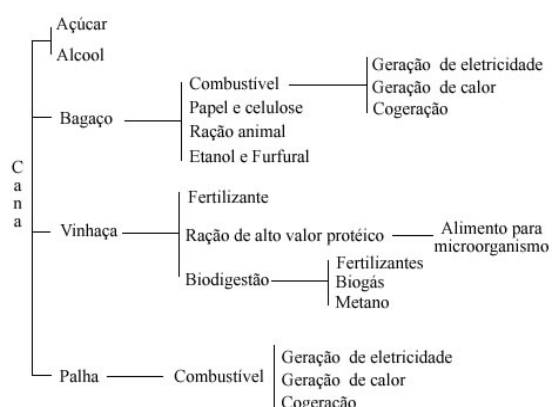 Açúcar
Alcool
Geração de eletricidade
Combustível
Geração de calor
Cogeração
Bagaço
Papel e celulose
Ração animal
Etanol e Furfural
Cana
Fertilizante
Vinhaça
Ração de alto valor protéico
Alimento para
microorganismo
Biodigestão
Fertilizantes
Biogás
Metano
Palha
Combustível
Geração de eletricidade
Geração de calor
Cogeração